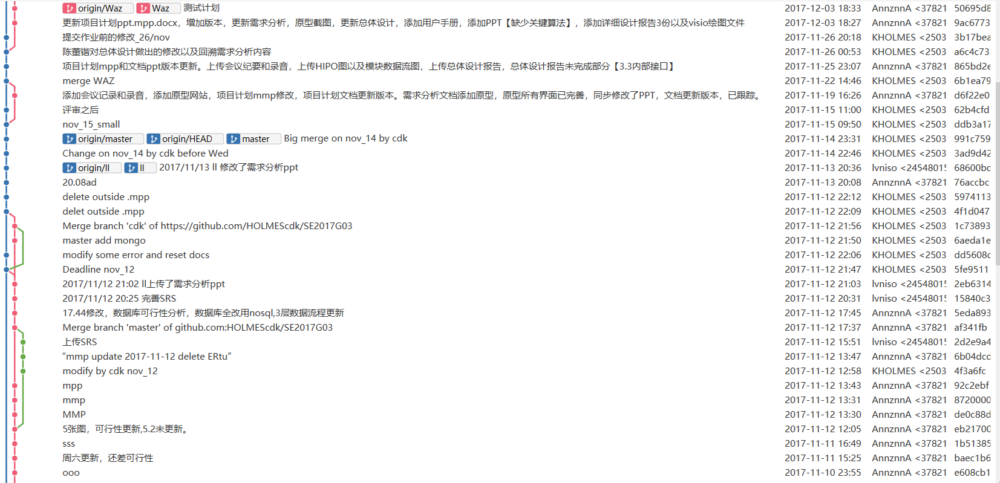 origin/Waz Waz 测试计划 2017-12-03 18:33 AnnznnA <37821 50695d8
更新项目计划ppt.mpp.docx，增加版本，更新需求分析，原型截图，更新总体设计，添加用户手册，添加PPT【缺少关键算法】，添加详细设计报告3份以及visio绘图文件 2017-12-03 18:27 AnnznnA <37821 9ac6773
提交作业前的修改_26/nov 2017-11-26 20:18 KHOLMES <2503 3b17bea
陈董锴对总体设计做出的修改以及回溯需求分析内容 2017-11-26 00:53 KHOLMES <2503 a6c4c73
项目计划mpp和文档ppt版本更新。上传会议纪要和录音，上传HIPO图以及模块数据流图，上传总体设计报告，总体设计报告未完成部分【3.3内部接口】 2017-11-25 23:07 AnnznnA <37821 865bd2e
merge WAZ 2017-11-22 14:46 KHOLMES <2503 6b1ea79
添加会议记录和录音，添加原型网站，项目计划mmp修改，项目计划文档更新版本。需求分析文档添加原型，原型所有界面已完善，同步修改了PPT，文档更新版本，已跟踪。 2017-11-19 16:26 AnnznnA <37821 d6f22e0
评审之后 2017-11-15 11:00 KHOLMES <2503 62b4cfd
nov_15_small 2017-11-15 09:50 KHOLMES <2503 ddb3a17
origin/master origin/HEAD master Big merge on nov_14 by cdk 2017-11-14 23:31 KHOLMES <2503 991c759
Change on nov_14 by cdk before Wed 2017-11-14 22:46 KHOLMES <2503 3ad9d42
origin/ll ll 2017/11/13 ll 修改了需求分析ppt 2017-11-13 20:36 lvniso <24548015 68600bc
20.08ad 2017-11-13 20:08 AnnznnA <37821 76accbc
delete outside .mpp 2017-11-12 22:12 KHOLMES <2503 5974113
delet outside .mpp 2017-11-12 22:09 KHOLMES <2503 4f1d047
Merge branch 'cdk' of https://github.com/HOLMEScdk/SE2017G03 2017-11-12 21:56 KHOLMES <2503 1c73893
master add mongo 2017-11-12 21:50 KHOLMES <2503 6aeda1e
modify some error and reset docs 2017-11-12 22:06 KHOLMES <2503 dd5608c
Deadline nov_12 2017-11-12 21:47 KHOLMES <2503 5fe9511
2017/11/12 21:02 ll上传了需求分析ppt 2017-11-12 21:03 lvniso <24548015 2eb6314
2017/11/12 20:25 完善SRS 2017-11-12 20:31 lvniso <24548015 15840c3
17.44修改，数据库可行性分析，数据库全改用nosql,3层数据流程更新 2017-11-12 17:45 AnnznnA <37821 5eda893
Merge branch 'master' of github.com:HOLMEScdk/SE2017G03 2017-11-12 17:37 AnnznnA <37821 af341fb
上传SRS 2017-11-12 15:51 lvniso <24548015 2d2e9a4
“mmp update 2017-11-12 delete ERtu” 2017-11-12 13:47 AnnznnA <37821 6b04dcd
modify by cdk nov_12 2017-11-12 12:58 KHOLMES <2503 4f3a6fc
mpp 2017-11-12 13:43 AnnznnA <37821 92c2ebf
mmp 2017-11-12 13:31 AnnznnA <37821 8720000
MMP 2017-11-12 13:30 AnnznnA <37821 de0c88d
5张图，可行性更新,5.2未更新。 2017-11-12 12:05 AnnznnA <37821 eb21700
sss 2017-11-11 16:49 AnnznnA <37821 1b51385
周六更新，还差可行性 2017-11-11 15:25 AnnznnA <37821 baec1b6
ooo 2017-11-10 23:55 AnnznnA <37821 e608cb1